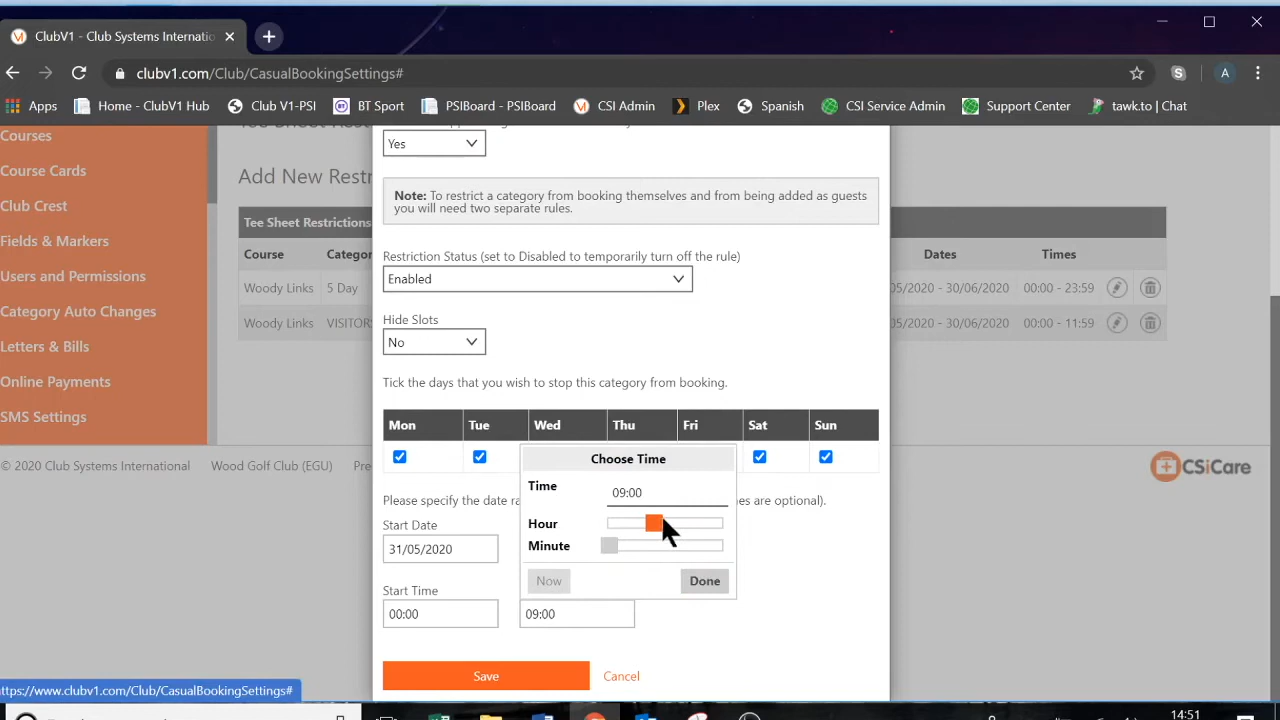 ClubV1 - Club Systems Internatio
clubv1.com/Club/CasualBookingSettings#
A
Apps Home - ClubV1 Hub Club V1-PSI BT Sport PSIBoard - PSIBoard CSI Admin Plex Spanish CSI Service Admin Support Center tawk.to | Chat
Courses
Course Cards
Club Crest
Fields & Markers
Users and Permissions
Category Auto Changes
Letters & Bills
Online Payments
SMS Settings
Add New Restr
Tee Sheet Restrictions
Course Categor Dates Times
Woody Links 5 Day 05/2020 - 30/06/2020 00:00 - 23:59
Woody Links VISITORS 05/2020 - 30/06/2020 00:00 - 11:59
Yes
Note: To restrict a category from booking themselves and from being added as guests
you will need two separate rules.
Restriction Status (set to Disabled to temporarily turn off the rule)
Enabled
Hide Slots
No
Tick the days that you wish to stop this category from booking.
Mon Tue Wed Thu Fri Sat Sun
Choose Time
Time 09:00
Hour
Minute
Now Done
Please specify the date ra
es are optional).
Start Date
31/05/2020
Start Time
00:00 09:00
Save Cancel
© 2020 Club Systems International Wood Golf Club (EGU) Pre
CSiCare
ttps://www.clubv1.com/Club/CasualBookingSettings#
14:51